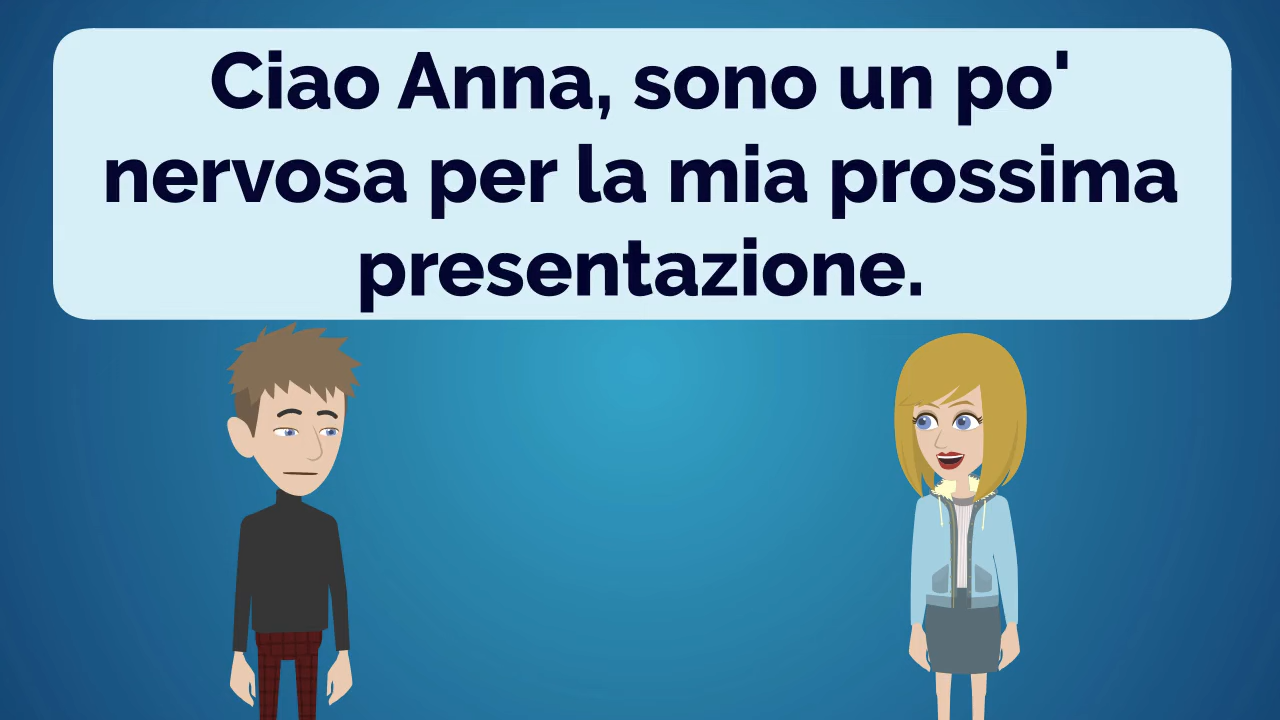 Ciao Anna, sono un po'
nervosa per la mia prossima
presentazione.